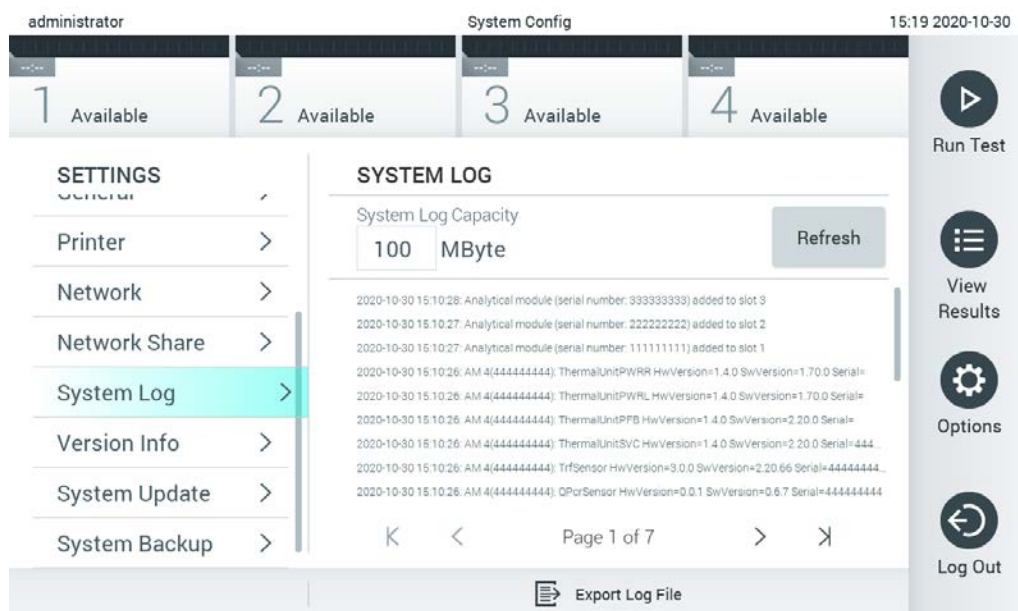 administrator
System Config
15:19 2020-10-30
--:--
1 Available
--:--
2 Available
--:--
3 Available
--:--
4 Available
Run Test
View
Results
Options
Log Out
SETTINGS
General
Printer
Network
Network Share
System Log
Version Info
System Update
System Backup
SYSTEM LOG
System Log Capacity
100 MByte
Refresh
2020-10-30 15:10:28: Analytical module (serial number: 333333333) added to slot 3
2020-10-30 15:10:27: Analytical module (serial number: 222222222) added to slot 2
2020-10-30 15:10:27: Analytical module (serial number: 111111111) added to slot 1
2020-10-30 15:10:26: AM 4(444444444): ThermalUnitPWRR HwVersion=1.4.0 SwVersion=1.70.0 Serial=
2020-10-30 15:10:26: AM 4(444444444): ThermalUnitPWRL HwVersion=1.4.0 SwVersion=1.70.0 Serial=
2020-10-30 15:10:26: AM 4(444444444): ThermalUnitPFB HwVersion=1.4.0 SwVersion=2.20.0 Serial=
2020-10-30 15:10:26: AM 4(444444444): ThermalUnitSVC HwVersion=1.4.0 SwVersion=2.20.0 Serial=444...
2020-10-30 15:10:26: AM 4(444444444): TrfSensor HwVersion=3.0.0 SwVersion=2.20.66 Serial=44444444...
2020-10-30 15:10:26: AM 4(444444444): QPcrSensor HwVersion=0.0.1 SwVersion=0.6.7 Serial=444444444
Page 1 of 7
Export Log File